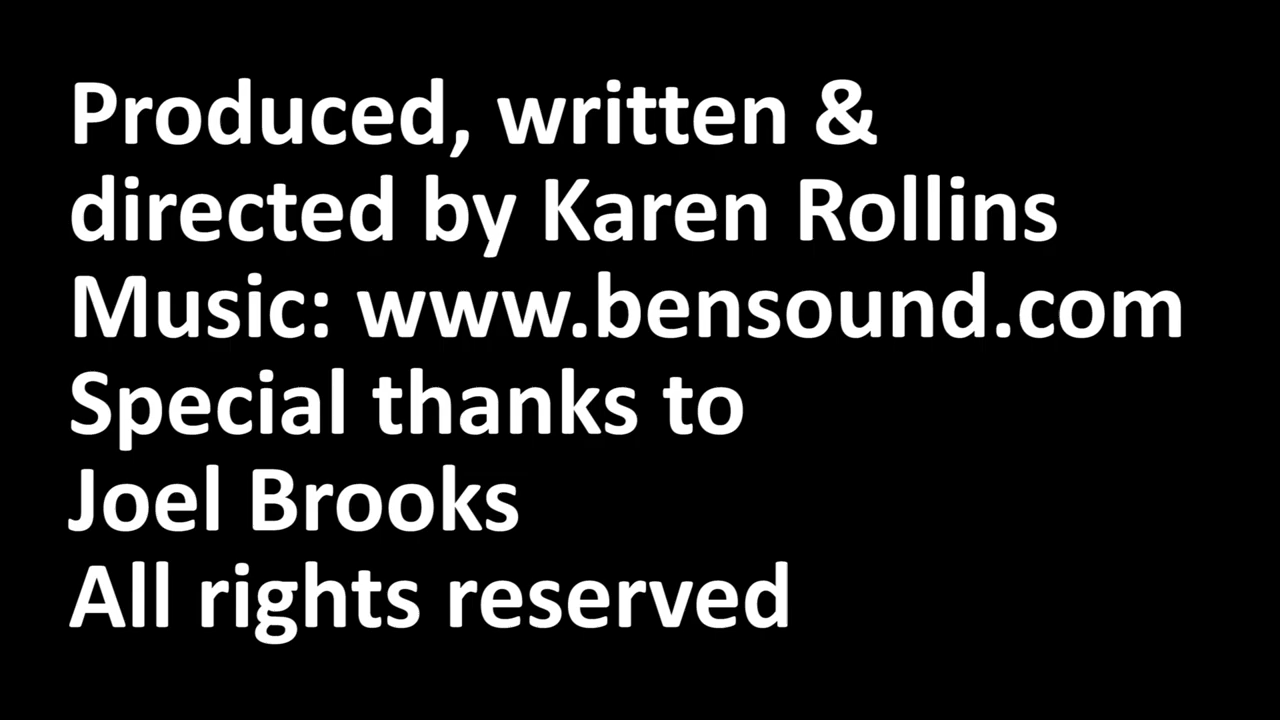 Produced, written &
directed by Karen Rollins
Music: www.bensound.com
Special thanks to
Joel Brooks
All rights reserved